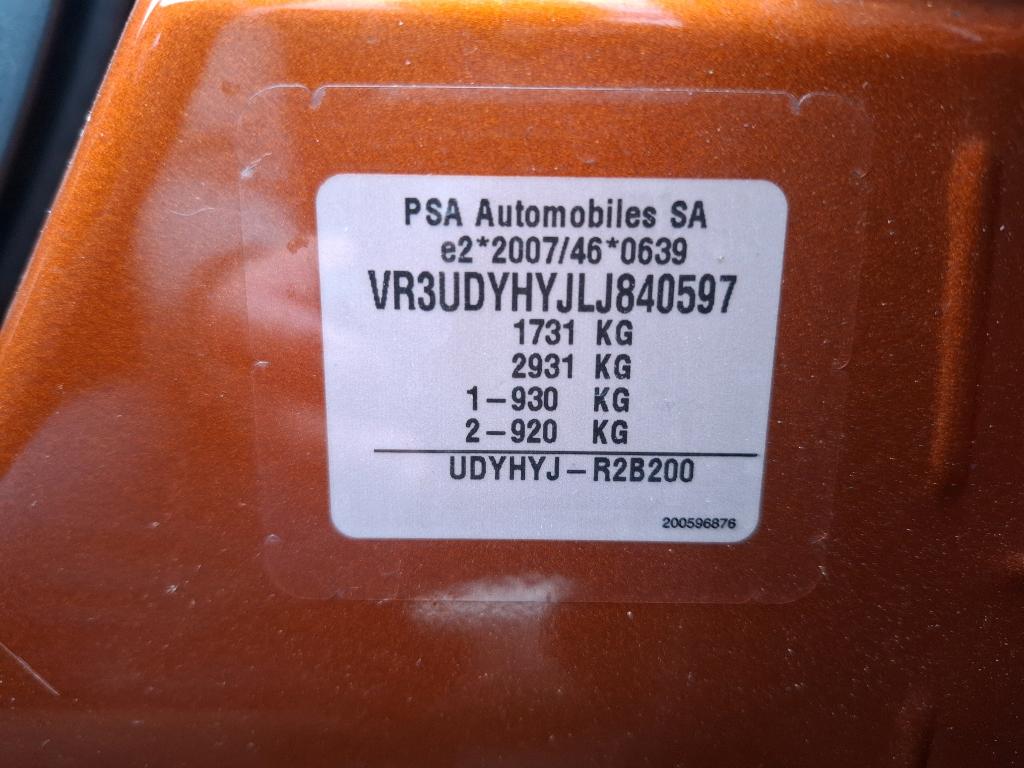 PSA Automobiles SA
e2*2007/46*0639
VR3UDYHYJLJ840597
1731 KG
2931 KG
1-930 KG
2-920 KG
UDYHYJ-R2B200
200596876